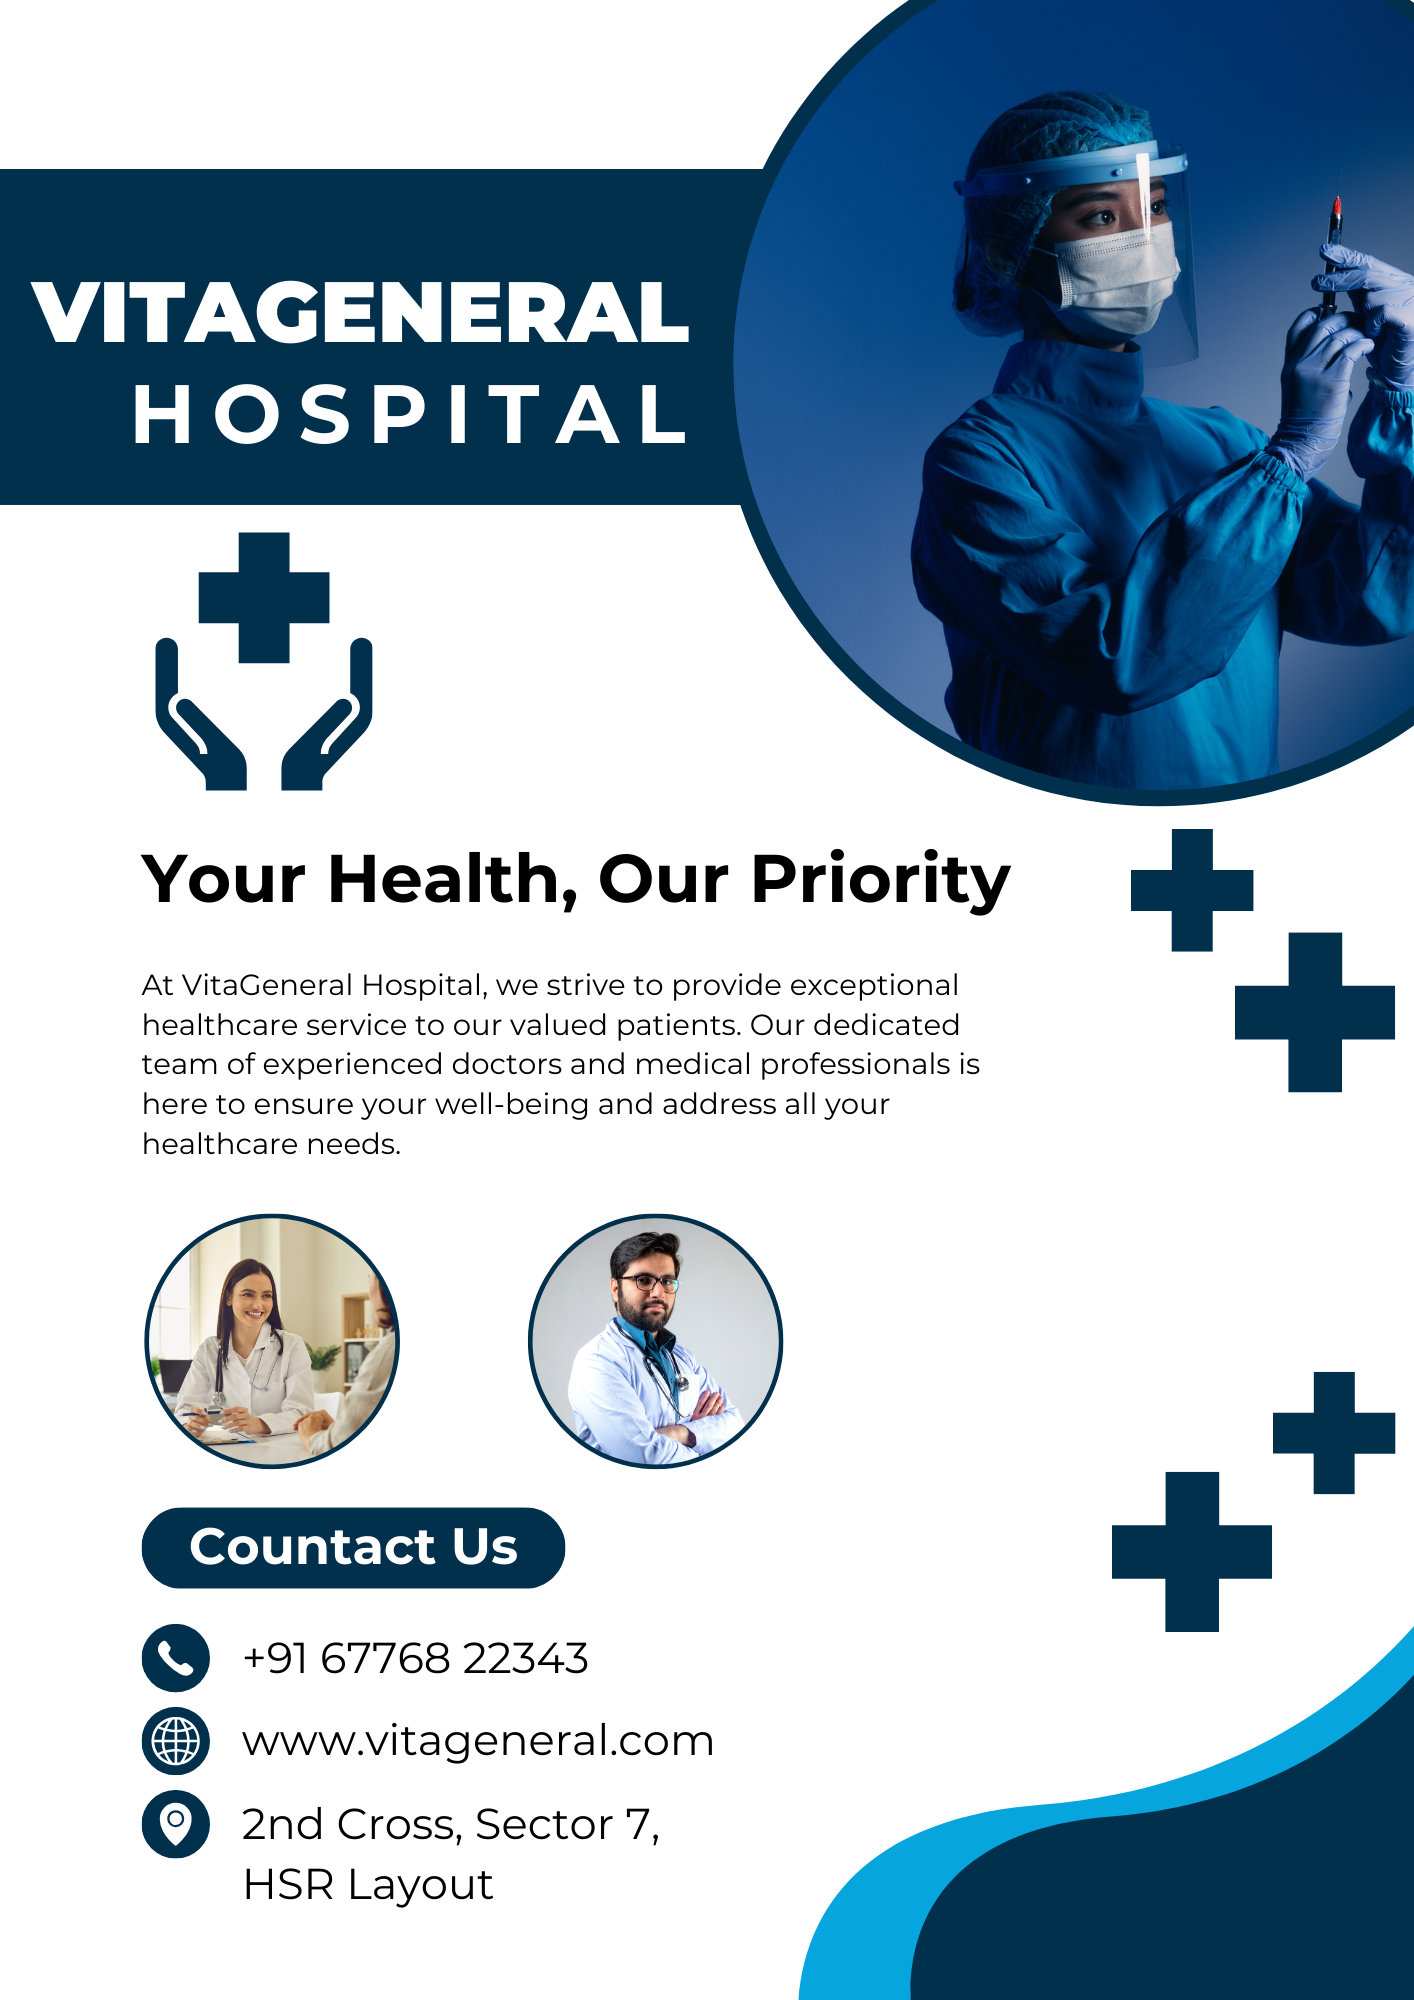 VITAGENERAL
HOSPITAL
Your Health, Our Priority
At VitaGeneral Hospital, we strive to provide exceptional
healthcare service to our valued patients. Our dedicated
team of experienced doctors and medical professionals is
here to ensure your well-being and address all your
healthcare needs.
Countact Us
+91 67768 22343
www.vitageneral.com
2nd Cross, Sector 7,
HSR Layout